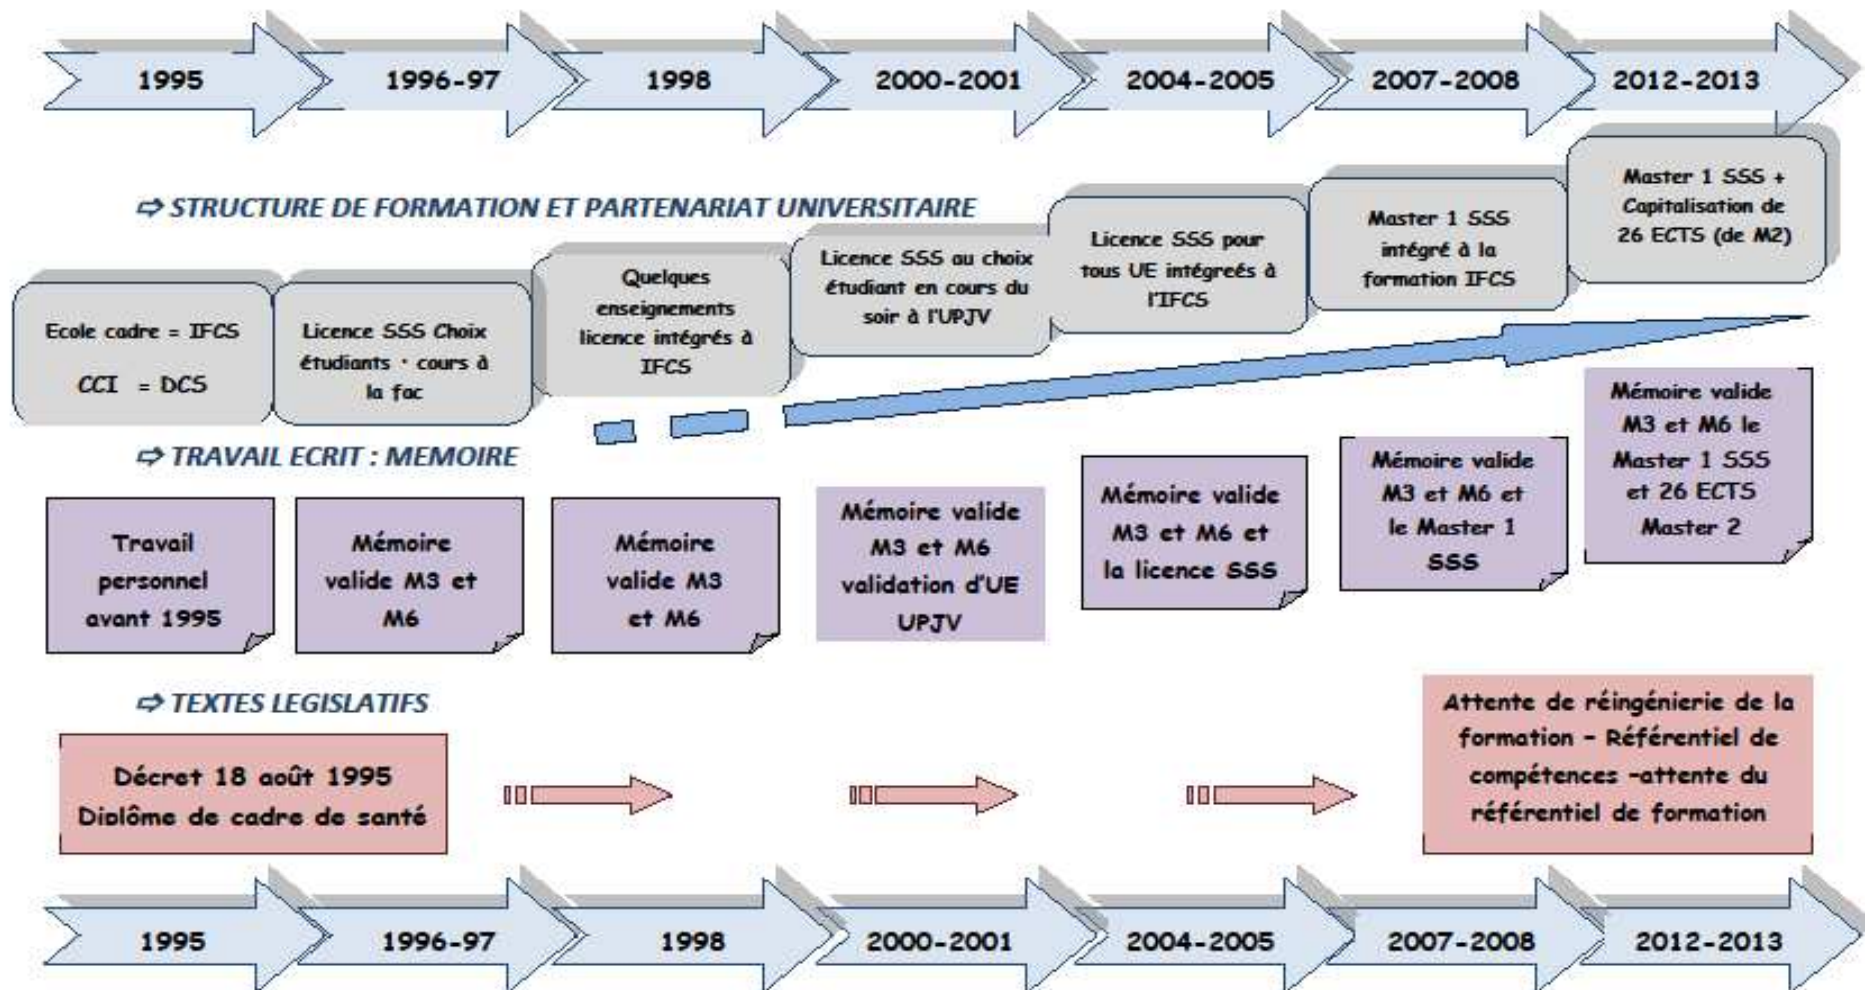 1995
1996-97
1998
2000-2001
2004-2005
2007-2008
2012-2013
⇨ STRUCTURE DE FORMATION ET PARTENARIAT UNIVERSITAIRE
Ecole cadre = IFCS
CCI = DCS
Licence SSS Choix
étudiants · cours à
la fac
Quelques
enseignements
licence intégrés à
IFCS
Licence SSS au choix
étudiant en cours du
soir à l'UPJV
Licence SSS pour
tous UE intégreés à
l'IFCS
Master 1 SSS
intégré à la
formation IFCS
Master 1 SSS +
Capitalisation de
26 ECTS (de M2)
⇨ TRAVAIL ECRIT : MEMOIRE
Travail
personnel
avant 1995
Mémoire
valide M3 et
M6
Mémoire
valide M3
et M6
Mémoire valide
M3 et M6
validation d'UE
UPJV
Mémoire valide
M3 et M6 et
la licence SSS
Mémoire valide
M3 et M6 et
le Master 1
SSS
Mémoire valide
M3 et M6 le
Master 1 SSS
et 26 ECTS
Master 2
⇨ TEXTES LEGISLATIFS
Décret 18 août 1995
Diplôme de cadre de santé
Attente de réingénierie de la
formation – Référentiel de
compétences –attente du
référentiel de formation
1995
1996-97
1998
2000-2001
2004-2005
2007-2008
2012-2013